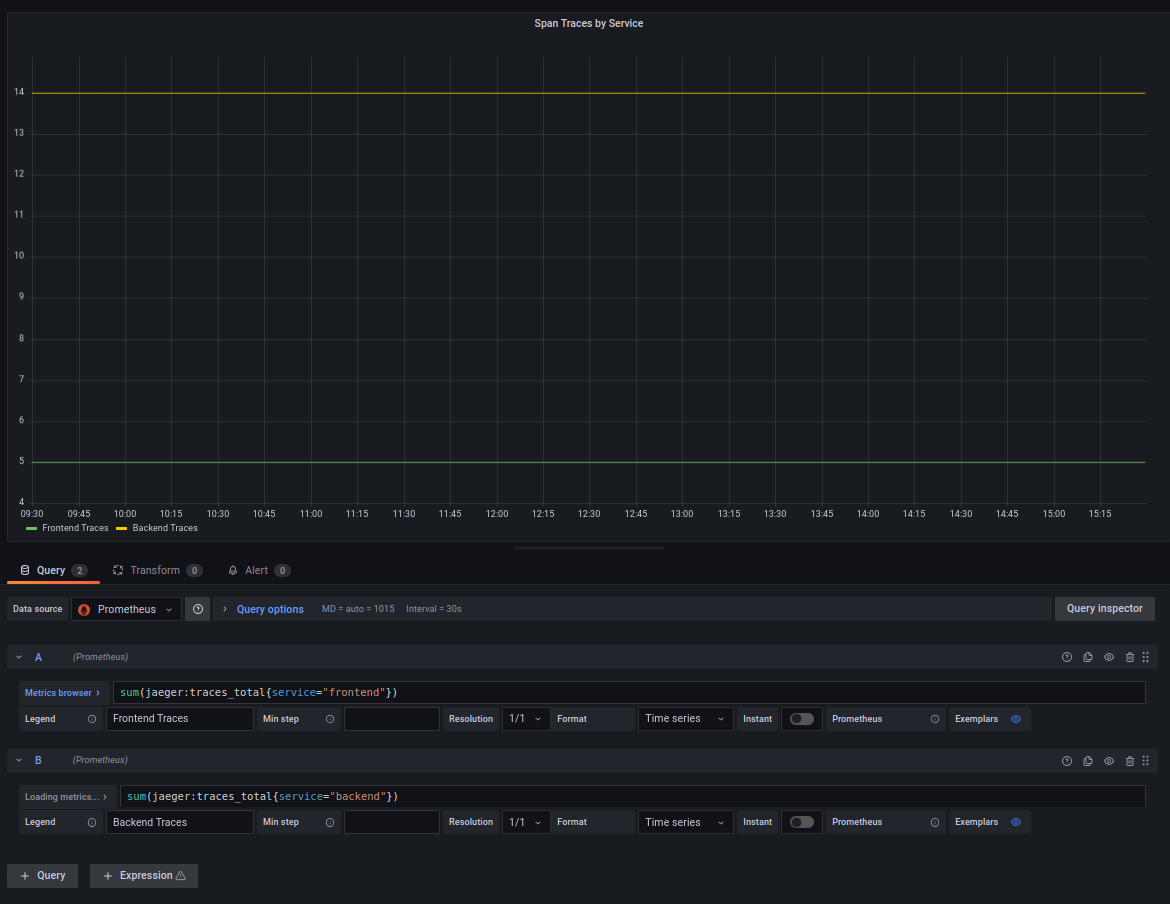 Span Traces by Service
14
13
12
11
10
9
8
7
6
5
4
09:30 09:45 10:00 10:15 10:30 10:45 11:00 11:15 11:30 11:45 12:00 12:15 12:30 12:45 13:00 13:15 13:30 13:45 14:00 14:15 14:30 14:45 15:00 15:15
Frontend Traces Backend Traces
Query 2 Transform 0 Alert 0
Data source Prometheus Query options MD = auto = 1015 Interval = 30s Query inspector
A (Prometheus)
Metrics browser › sum(jaeger:traces_total{service="frontend"})
Legend Frontend Traces Min step Resolution 1/1 Format Time series Instant Prometheus Exemplars
B (Prometheus)
Loading metrics... › sum(jaeger:traces_total{service="backend"})
Legend Backend Traces Min step Resolution 1/1 Format Time series Instant Prometheus Exemplars
+ Query + Expression